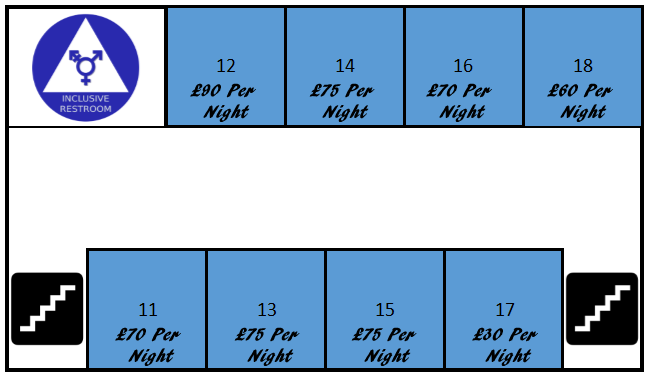 INCLUSIVE
RESTROOM
12
£90 Per
Night
14
£75 Per
Night
16
£70 Per
Night
18
£60 Per
Night
11
£70 Per
Night
13
£75 Per
Night
15
£75 Per
Night
17
£30 Per
Night